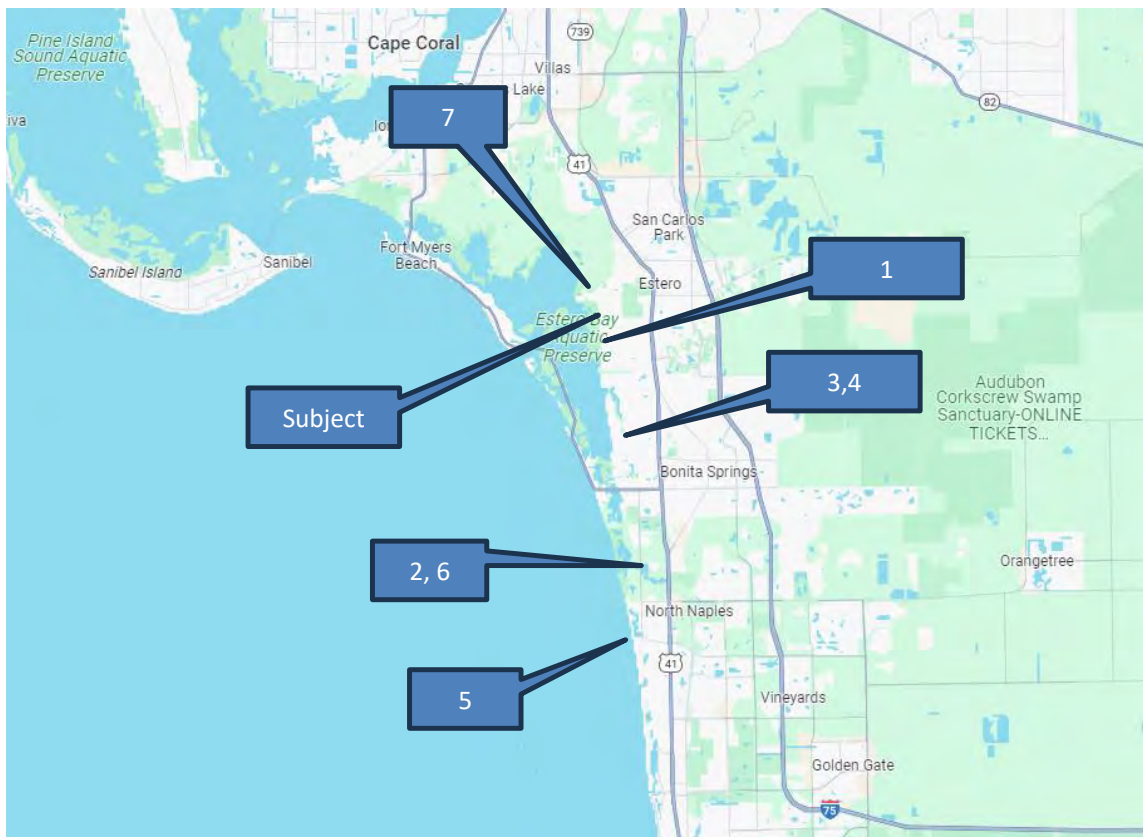 Pine Island
Sound Aquatic
Preserve
Cape Coral
739
Villas
Lake
82
iva
7
41
San Carlos
Park
Fort Myers
Beach
Sanibel Island
Sanibel
1
Estero
Estero Bay
Aquatic
Preserve
3,4
Audubon
Corkscrew Swamp
Sanctuary-ONLINE
TICKETS...
Subject
Bonita Springs
2, 6
Orangetree
North Naples
41
5
Vineyards
Golden Gate
75